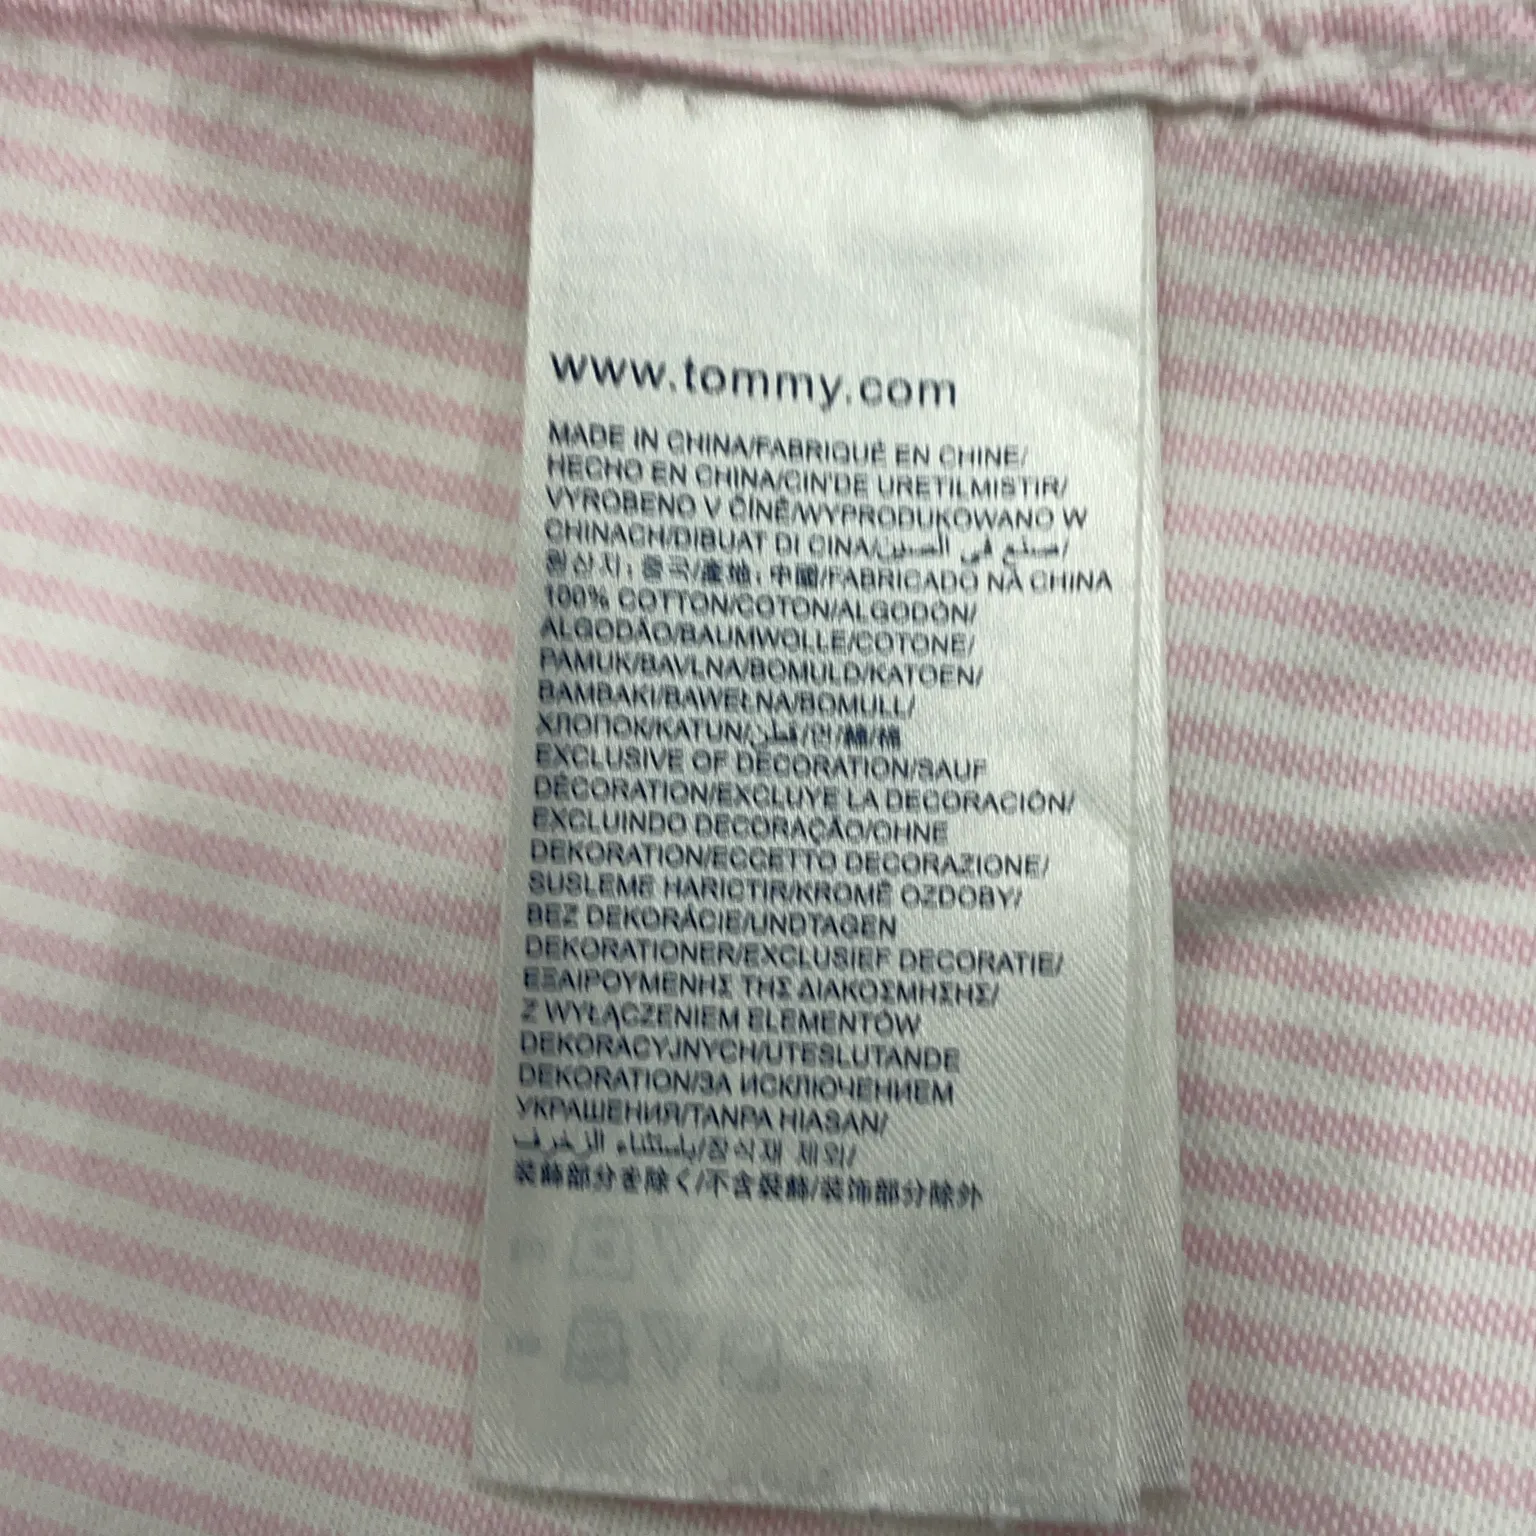 www.tommy.com
MADE IN CHINA/FABRIQUÉ EN CHINE/
HECHO EN CHINA/CIN'DE URETILMISTIR/
VYROBENO V ČÍNĚ/WYPRODUKOWANO W
CHINACH/DIBUAT DI CINA/صنع في الصين/
원산지: 중국/產地: 中國/FABRICADO NA CHINA
100% COTTON/COTON/ALGODÓN/
ALGODÃO/BAUMWOLLE/COTONE/
PAMUK/BAVLNA/BOMULD/KATOEN/
BAMBAKI/BAWEŁNA/BOMULL/
ХЛОПОК/KATUN/قطن/면/綿/棉
EXCLUSIVE OF DECORATION/SAUF
DÉCORATION/EXCLUYE LA DECORACIÓN/
EXCLUINDO DECORAÇÃO/OHNE
DEKORATION/ECCETTO DECORAZIONE/
SUSLEME HARICTIR/KROMĚ OZDOBY/
BEZ DEKORÁCIE/UNDTAGEN
DEKORATIONER/EXCLUSIEF DECORATIE/
ΕΞΑΙΡΟΥΜΕΝΗΣ ΤΗΣ ΔΙΑΚΟΣΜΗΣΗΣ/
Z WYŁĄCZENIEM ELEMENTÓW
DEKORACYJNYCH/UTESLUTANDE
DEKORATION/ЗА ИСКЛЮЧЕНИЕМ
УКРАШЕНИЯ/TANPA HIASAN/
باستثناء الزخرف/장식재 제외/
装飾部分を除く/不含裝飾/装饰部分除外